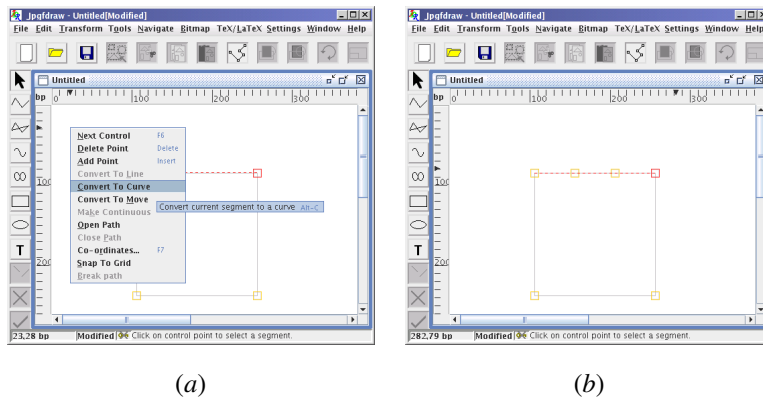 Jpgfdraw - Untitled[Modified]
File Edit Transform Tools Navigate Bitmap TeX/LaTeX Settings Window Help
Untitled
bp 0 100 200 300
100
200
Next Control F6
Delete Point Delete
Add Point Insert
Convert To Line
Convert To Curve
Convert To Move
Convert current segment to a curve Alt-C
Make Continuous
Open Path
Close Path
Co-ordinates... F7
Snap To Grid
Break path
T
23,28 bp Modified Click on control point to select a segment.
(a)
Jpgfdraw - Untitled[Modified]
File Edit Transform Tools Navigate Bitmap TeX/LaTeX Settings Window Help
Untitled
bp 0 100 200 300
100
200
T
282,79 bp Modified Click on control point to select a segment.
(b)